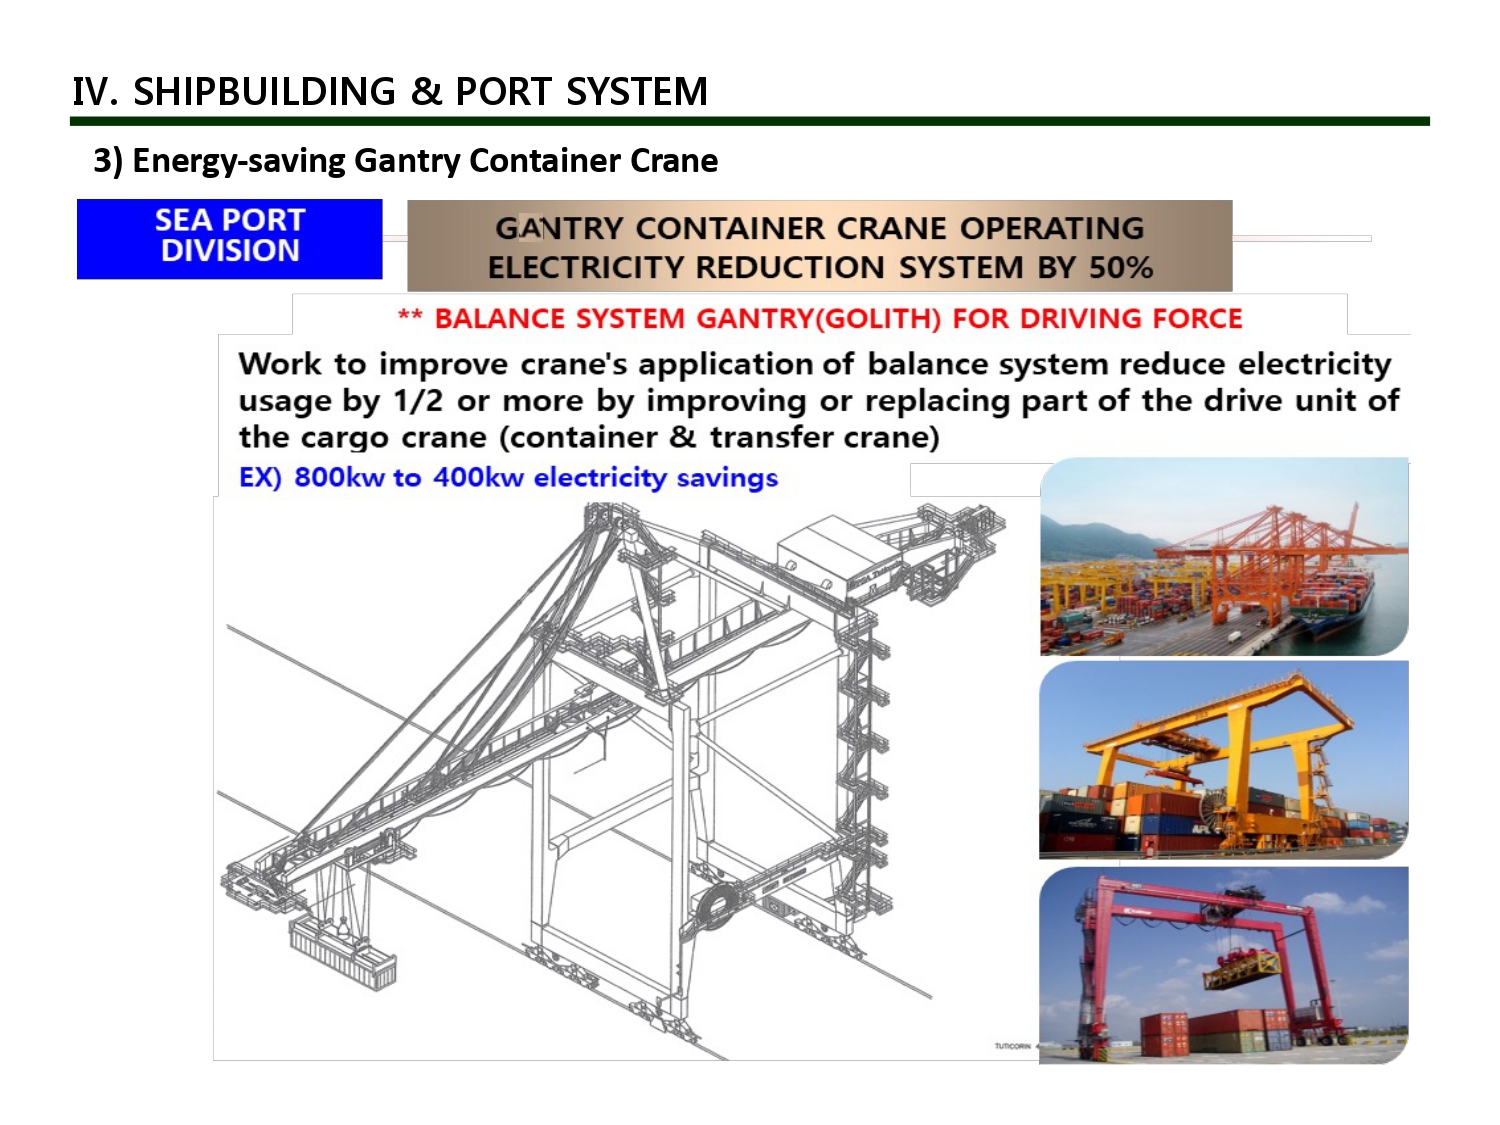 IV. SHIPBUILDING & PORT SYSTEM
3) Energy-saving Gantry Container Crane
SEA PORT
DIVISION
GANTRY CONTAINER CRANE OPERATING
ELECTRICITY REDUCTION SYSTEM BY 50%
** BALANCE SYSTEM GANTRY(GOLITH) FOR DRIVING FORCE
Work to improve crane's application of balance system reduce electricity
usage by 1/2 or more by improving or replacing part of the drive unit of
the cargo crane (container & transfer crane)
EX) 800kw to 400kw electricity savings
TUTICORIN